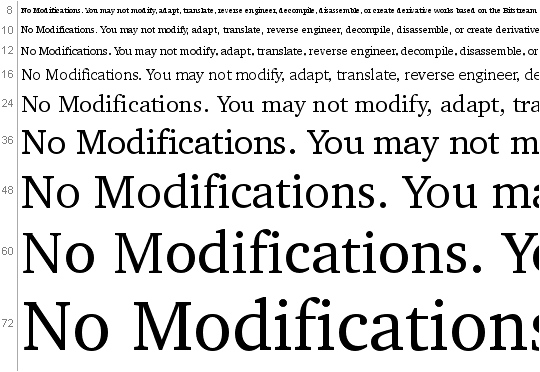 8 No Modifications. You may not modify, adapt, translate, reverse engineer, decompile, disassemble, or create derivative works based on the Bitstream
10 No Modifications. You may not modify, adapt, translate, reverse engineer, decompile, disassemble, or create derivative
12 No Modifications. You may not modify, adapt, translate, reverse engineer, decompile, disassemble, or
16 No Modifications. You may not modify, adapt, translate, reverse engineer, de
24 No Modifications. You may not modify, adapt, tra
36 No Modifications. You may not m
48 No Modifications. You ma
60 No Modifications. Yo
72 No Modifications